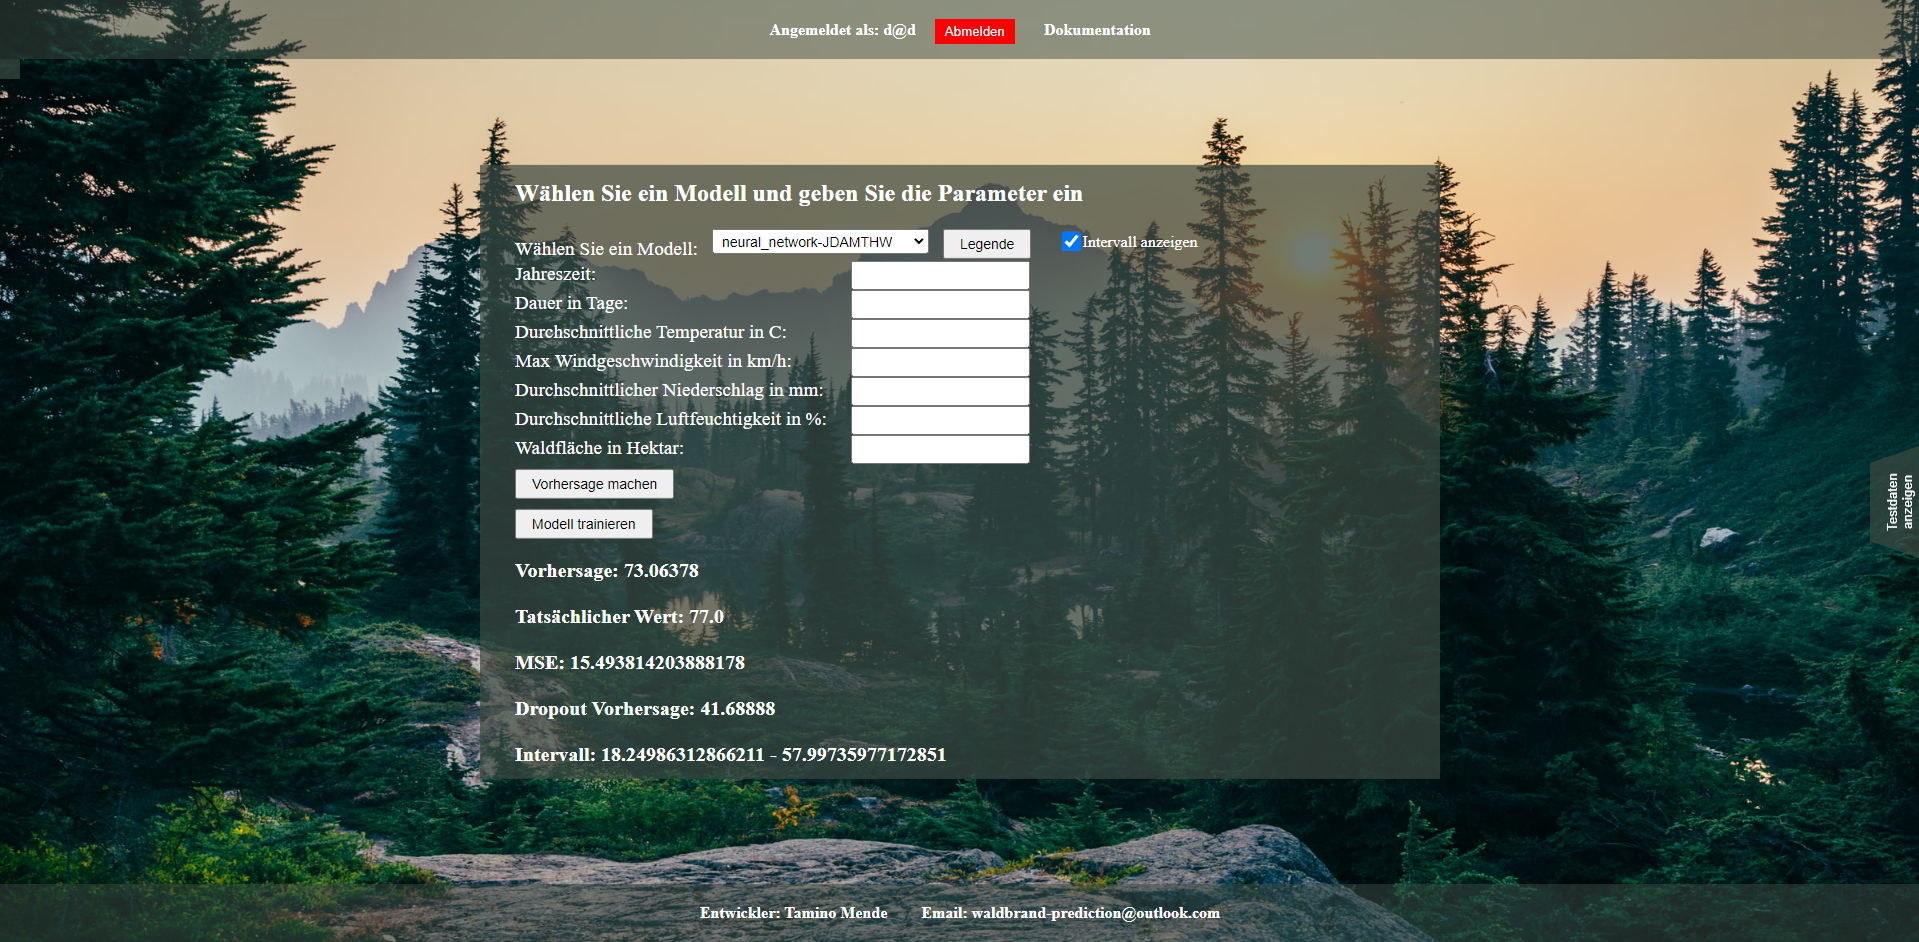 Angemeldet als: d@d Abmelden Dokumentation
Wählen Sie ein Modell und geben Sie die Parameter ein
Wählen Sie ein Modell: neural_network-JDAMTHW Legende Intervall anzeigen
Jahreszeit:
Dauer in Tage:
Durchschnittliche Temperatur in C:
Max Windgeschwindigkeit in km/h:
Durchschnittlicher Niederschlag in mm:
Durchschnittliche Luftfeuchtigkeit in %:
Waldfläche in Hektar:
Vorhersage machen
Modell trainieren
Vorhersage: 73.06378
Tatsächlicher Wert: 77.0
MSE: 15.493814203888178
Dropout Vorhersage: 41.68888
Intervall: 18.24986312866211 - 57.99735977172851
Testdaten
anzeigen
Entwickler: Tamino Mende Email: waldbrand-prediction@outlook.com